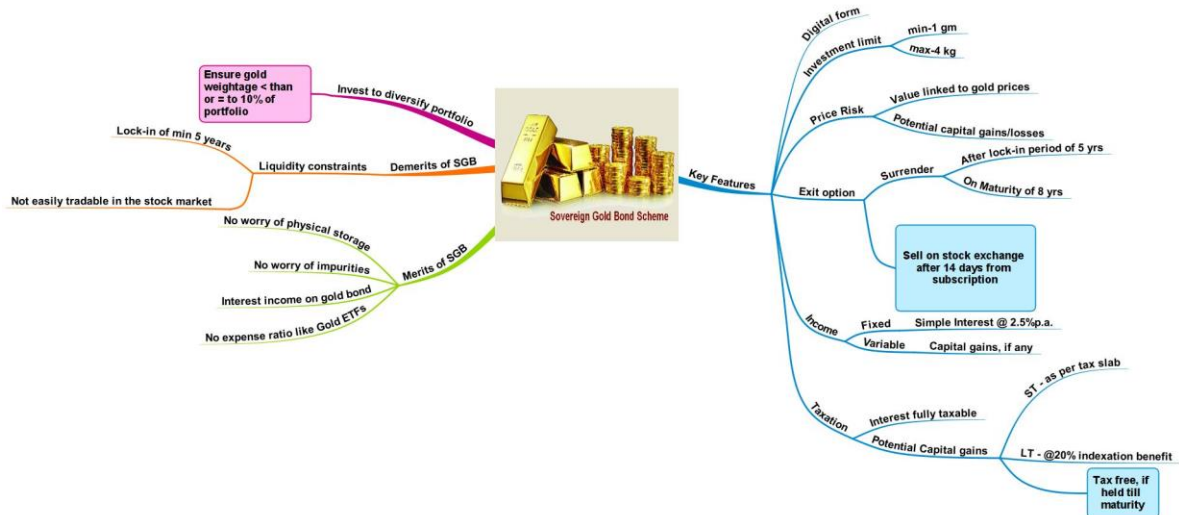 Sovereign Gold Bond Scheme
Key Features
Digital form
Investment limit
min-1 gm
max-4 kg
Price Risk
Value linked to gold prices
Potential capital gains/losses
Exit option
Surrender
After lock-in period of 5 yrs
On Maturity of 8 yrs
Sell on stock exchange
after 14 days from
subscription
Income
Fixed
Simple Interest @ 2.5%p.a.
Variable
Capital gains, if any
Taxation
Interest fully taxable
Potential Capital gains
ST - as per tax slab
LT - @20% indexation benefit
Tax free, if
held till
maturity
Invest to diversify portfolio
Ensure gold
weightage < than
or = to 10% of
portfolio
Demerits of SGB
Liquidity constraints
Lock-in of min 5 years
Not easily tradable in the stock market
Merits of SGB
No worry of physical storage
No worry of impurities
Interest income on gold bond
No expense ratio like Gold ETFs